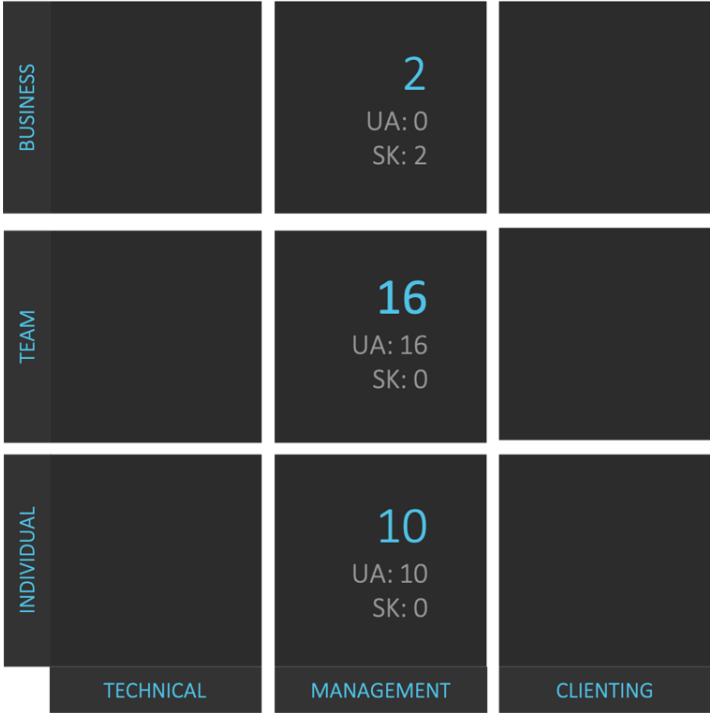 BUSINESS
2
UA: 0
SK: 2
TEAM
16
UA: 16
SK: 0
INDIVIDUAL
10
UA: 10
SK: 0
TECHNICAL
MANAGEMENT
CLIENTING